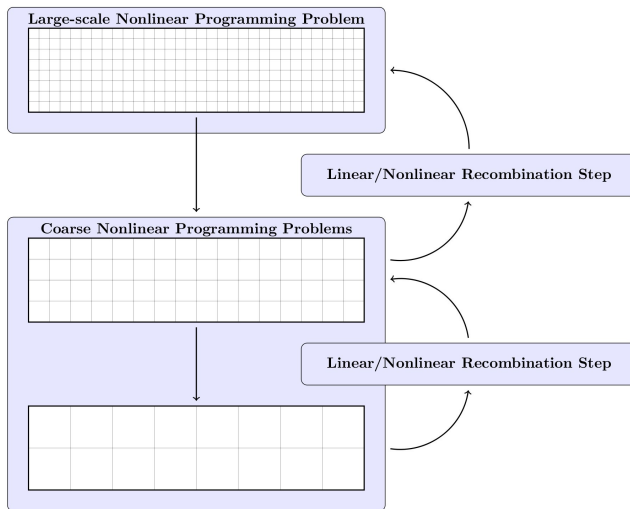 Large-scale Nonlinear Programming Problem
Linear/Nonlinear Recombination Step
Coarse Nonlinear Programming Problems
Linear/Nonlinear Recombination Step